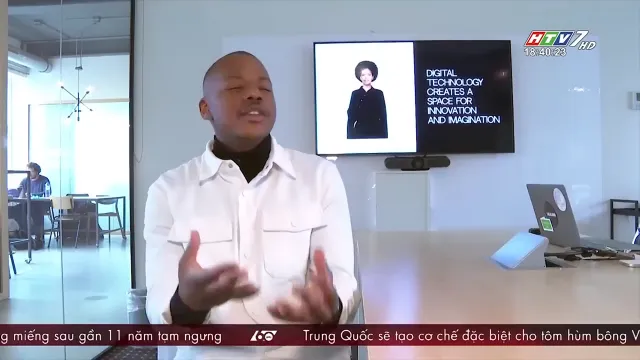 HTV7 HD
18:40:23
DIGITAL
TECHNOLOGY
CREATES A
SPACE FOR
INNOVATION
AND IMAGINATION
g miếng sau gần 11 năm tạm ngưng
60
Trung Quốc sẽ tạo cơ chế đặc biệt cho tôm hùm bông V